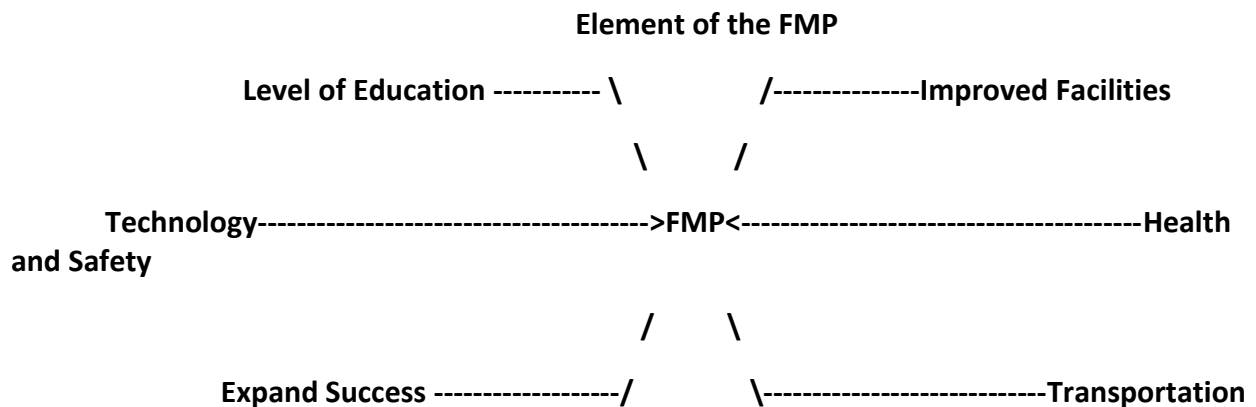 Element of the FMP
Level of Education ----------- \ /---------------Improved Facilities
\ /
Technology---------------------------------------->FMP<-----------------------------------------Health
and Safety
/ \
Expand Success -------------------/ \-----------------------------Transportation